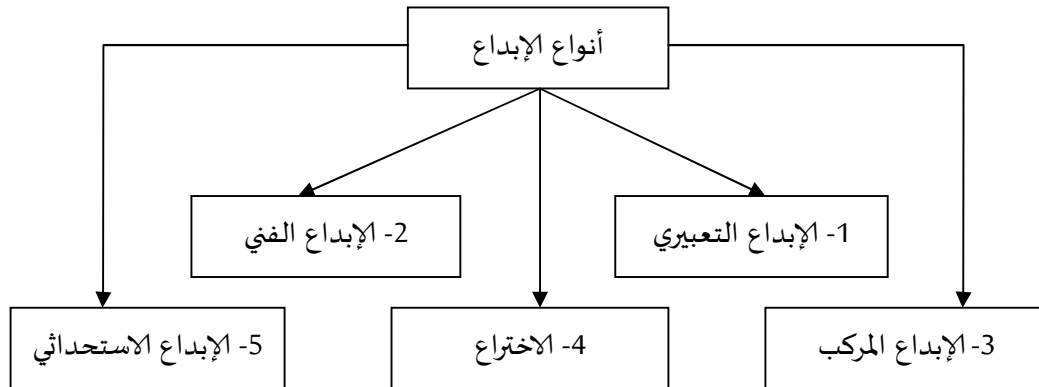 أنواع الإبداع
1- الإبداع التعبيري
2- الإبداع الفني
3- الإبداع المركب
4- الاختراع
5- الإبداع الاستحداثي